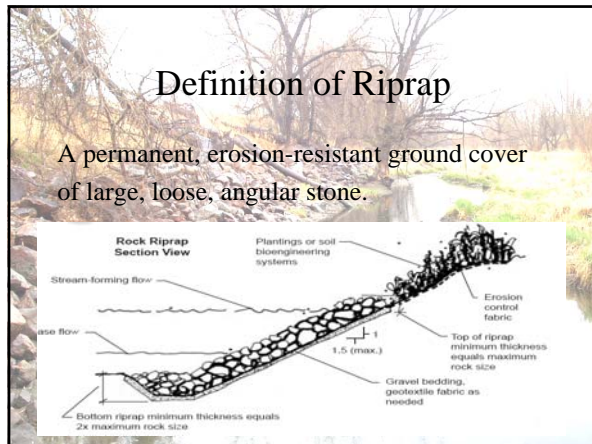 Definition of Riprap
A permanent, erosion-resistant ground cover
of large, loose, angular stone.
Rock Riprap
Section View
Plantings or soil
bioengineering
systems
Stream-forming flow
Erosion
control
fabric
ase flow
1
1.5 (max.)
Top of riprap
minimum thickness
equals maximum
rock size
Gravel bedding,
geotextile fabric as
needed
Bottom riprap minimum thickness equals
2x maximum rock size